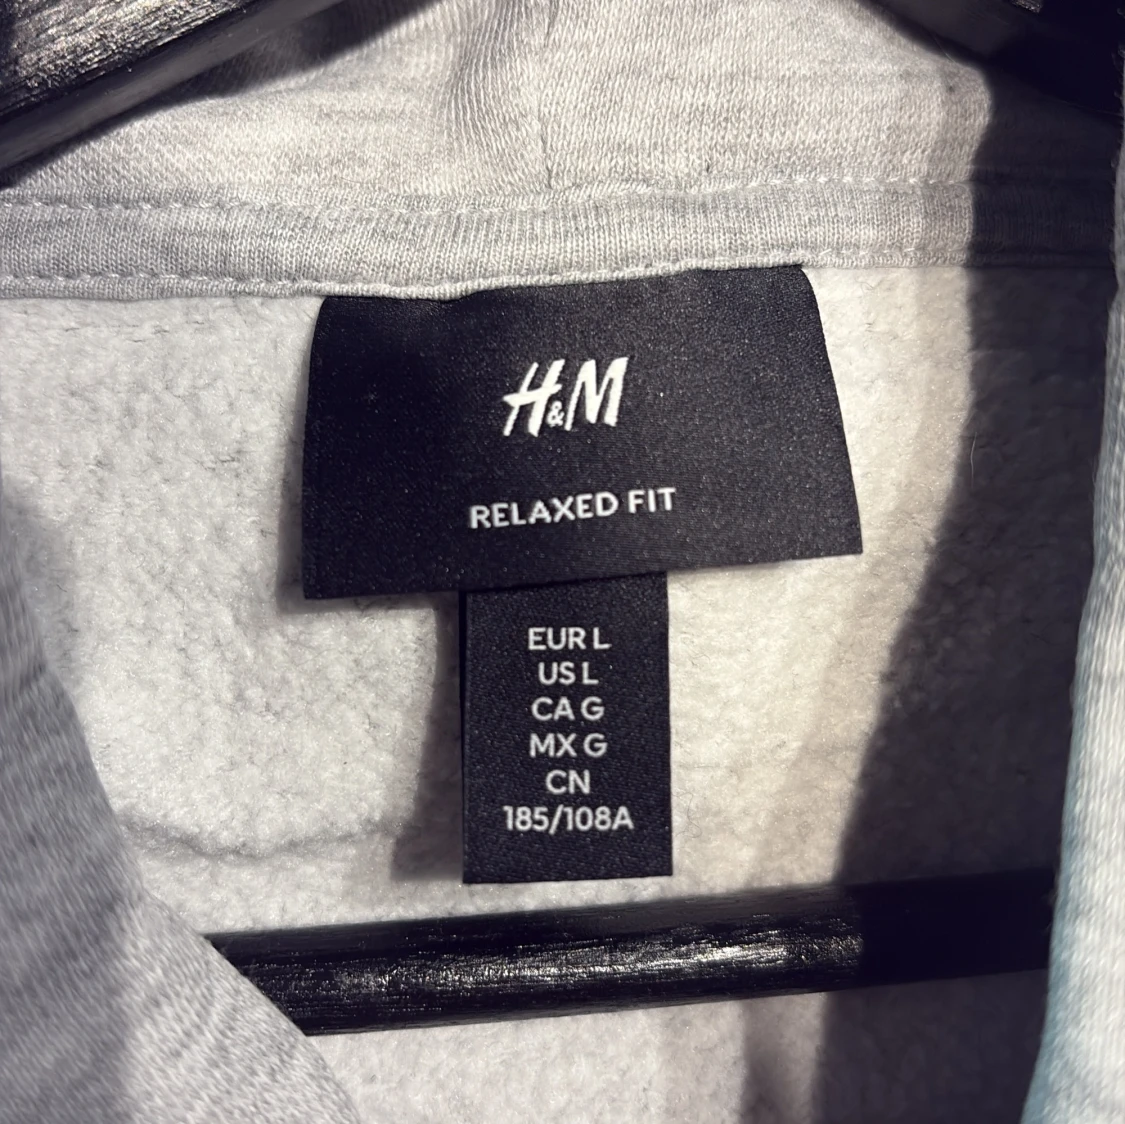 H&M
RELAXED FIT
EUR L
US L
CA G
MX G
CN
185/108A